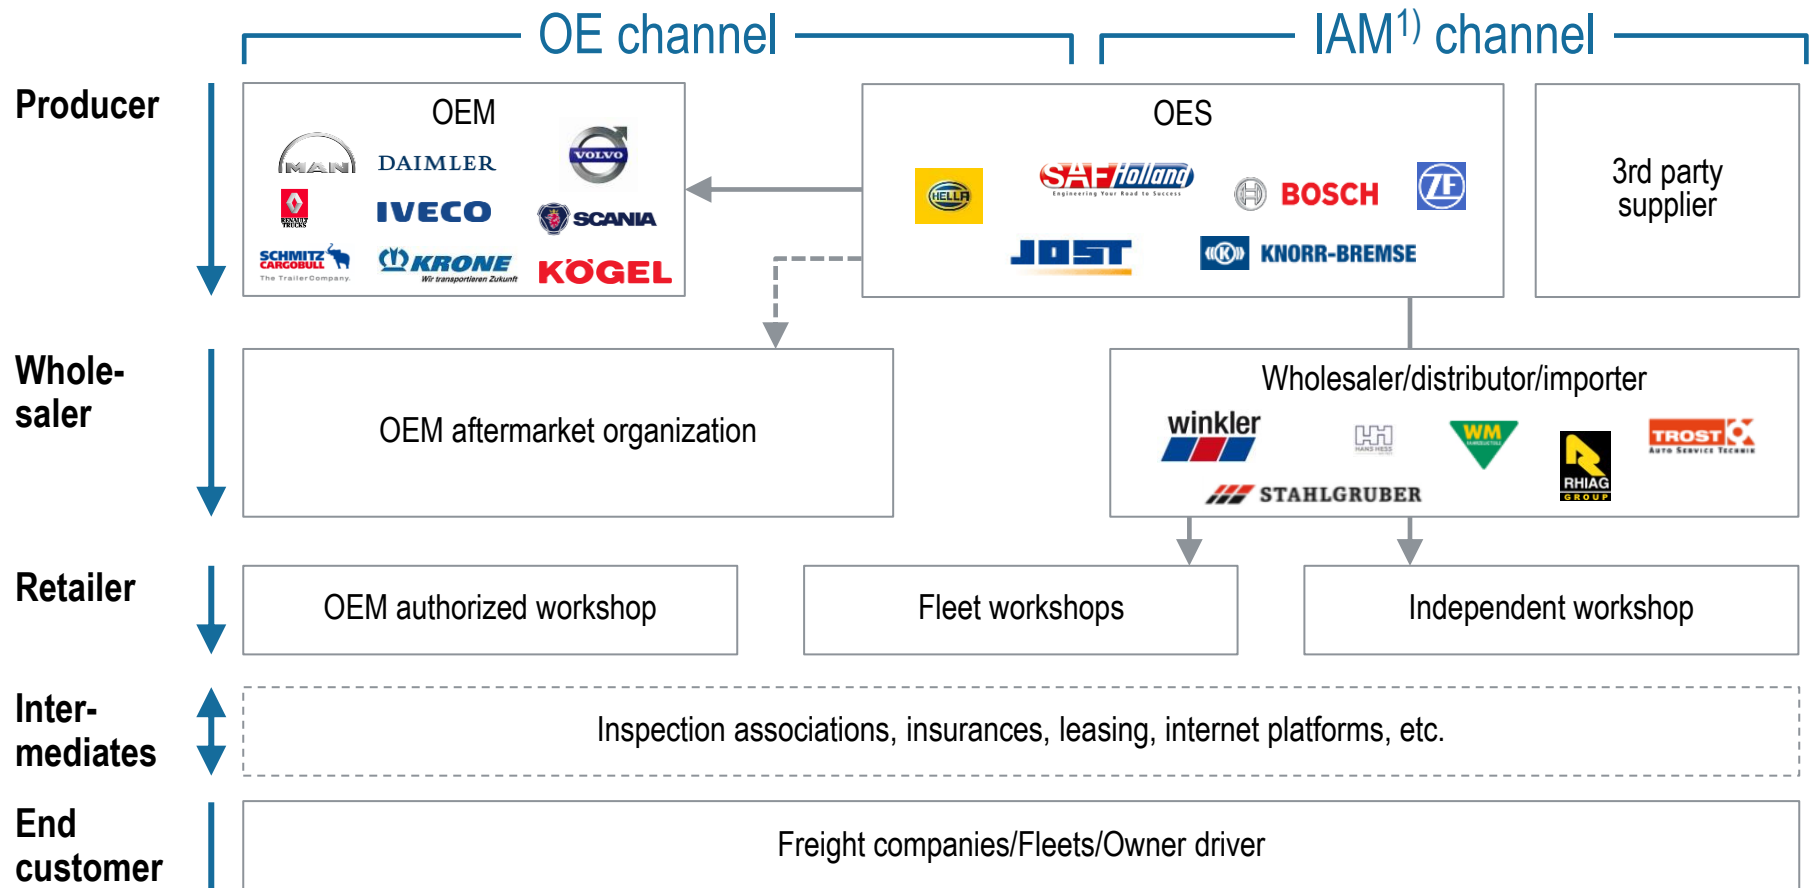 OE channel
IAM1) channel
Producer
OEM
MAN
DAIMLER
VOLVO
RENAULT
TRUCKS
IVECO
SCANIA
SCHMITZ
CARGOBULL
The TrailerCompany.
KRONE
Wir transportieren Zukunft
KÖGEL
OES
HELLA
SAF Holland
Engineering Your Road to Success
BOSCH
ZF
JOST
K
KNORR-BREMSE
3rd party
supplier
Whole-
saler
OEM aftermarket organization
Wholesaler/distributor/importer
winkler
HH
HANS HESS
WM
RHIAG
GROUP
TROST
AUTO SERVICE TECHNIK
STAHLGRUBER
Retailer
OEM authorized workshop
Fleet workshops
Independent workshop
Inter-
mediates
Inspection associations, insurances, leasing, internet platforms, etc.
End
customer
Freight companies/Fleets/Owner driver